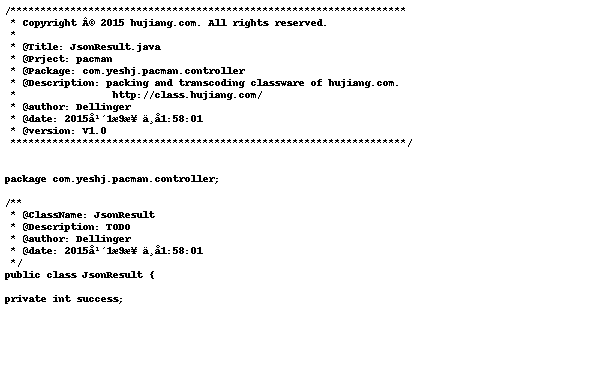 /******************************************************************
 * Copyright Â© 2015 hujiang.com. All rights reserved.
 *
 * @Title: JsonResult.java
 * @Prject: pacman
 * @Package: com.yeshj.pacman.controller
 * @Description: packing and transcoding classware of hujiang.com.
 *                http://class.hujiang.com/
 * @author: Dellinger
 * @date: 2015å¹´1æ9æ¥ ä¸å1:58:01
 * @version: V1.0
 ******************************************************************/
package com.yeshj.pacman.controller;
/**
 * @ClassName: JsonResult
 * @Description: TODO
 * @author: Dellinger
 * @date: 2015å¹´1æ9æ¥ ä¸å1:58:01
 */
public class JsonResult {
private int success;